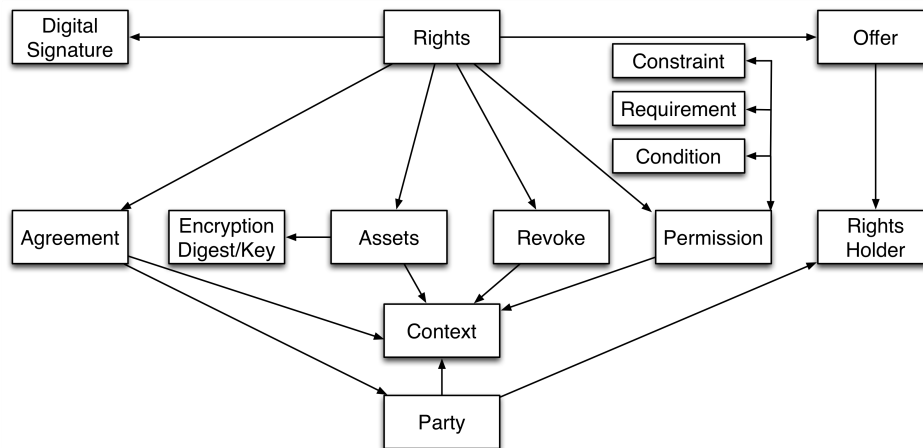 Digital
Signature
Rights
Offer
Constraint
Requirement
Condition
Agreement
Encryption
Digest/Key
Assets
Revoke
Permission
Rights
Holder
Context
Party